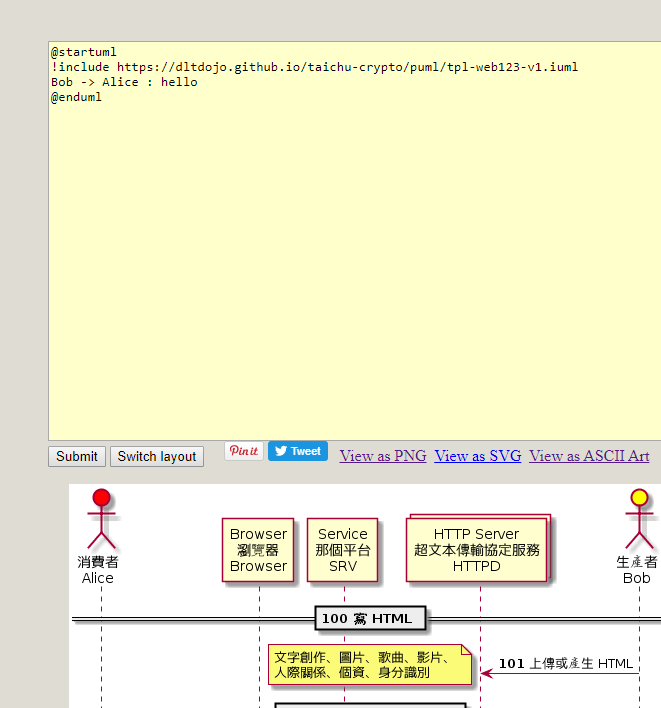 @startuml
!include https://dltdojo.github.io/taichu-crypto/puml/tpl-web123-v1.iuml
Bob -> Alice : hello
@enduml
Submit
Switch layout
Pinit
Tweet
View as PNG
View as SVG
View as ASCII Art
消費者
Alice
Browser
瀏覽器
Browser
Service
那個平台
SRV
HTTP Server
超文本傳輸協定服務
HTTPD
生產者
Bob
100 寫 HTML
文字創作、圖片、歌曲、影片、
人際關係、個資、身分識別
101 上傳或產生 HTML